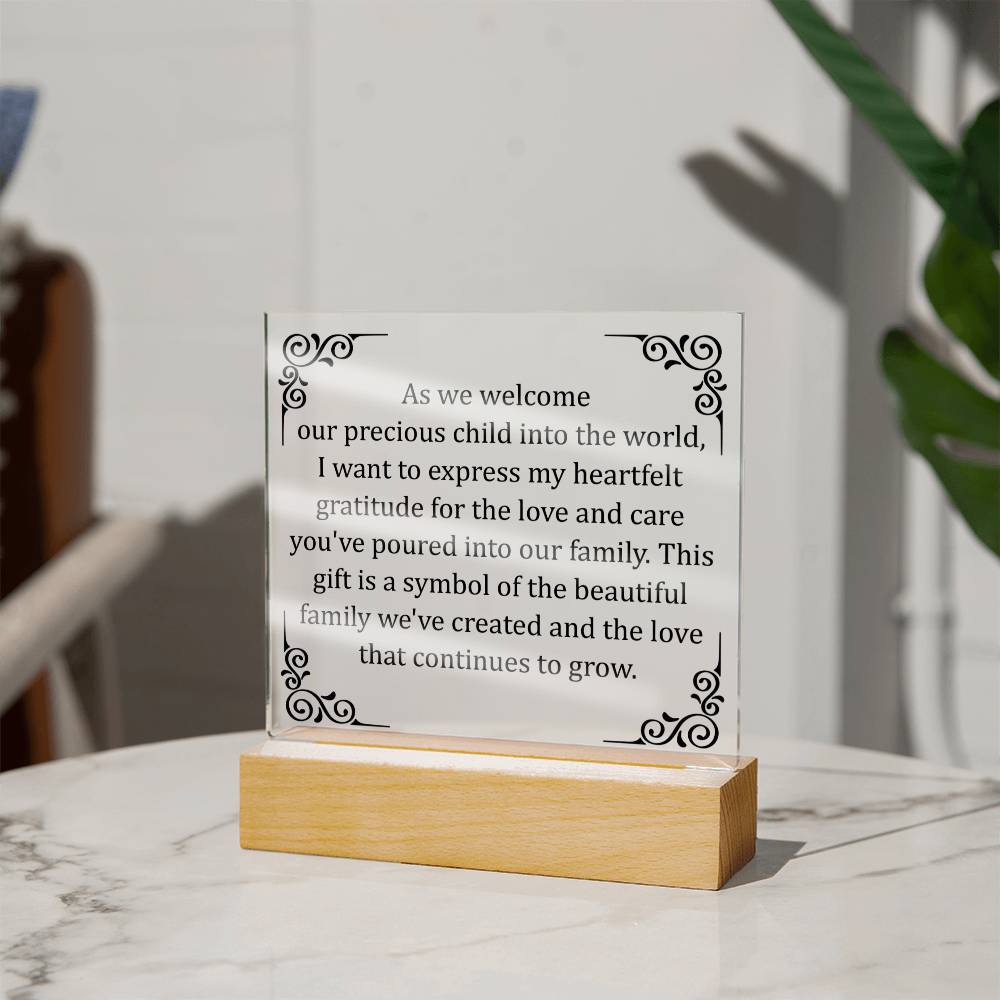 As we welcome
our precious child into the world,
I want to express my heartfelt
gratitude for the love and care
you've poured into our family. This
gift is a symbol of the beautiful
family we've created and the love
that continues to grow.